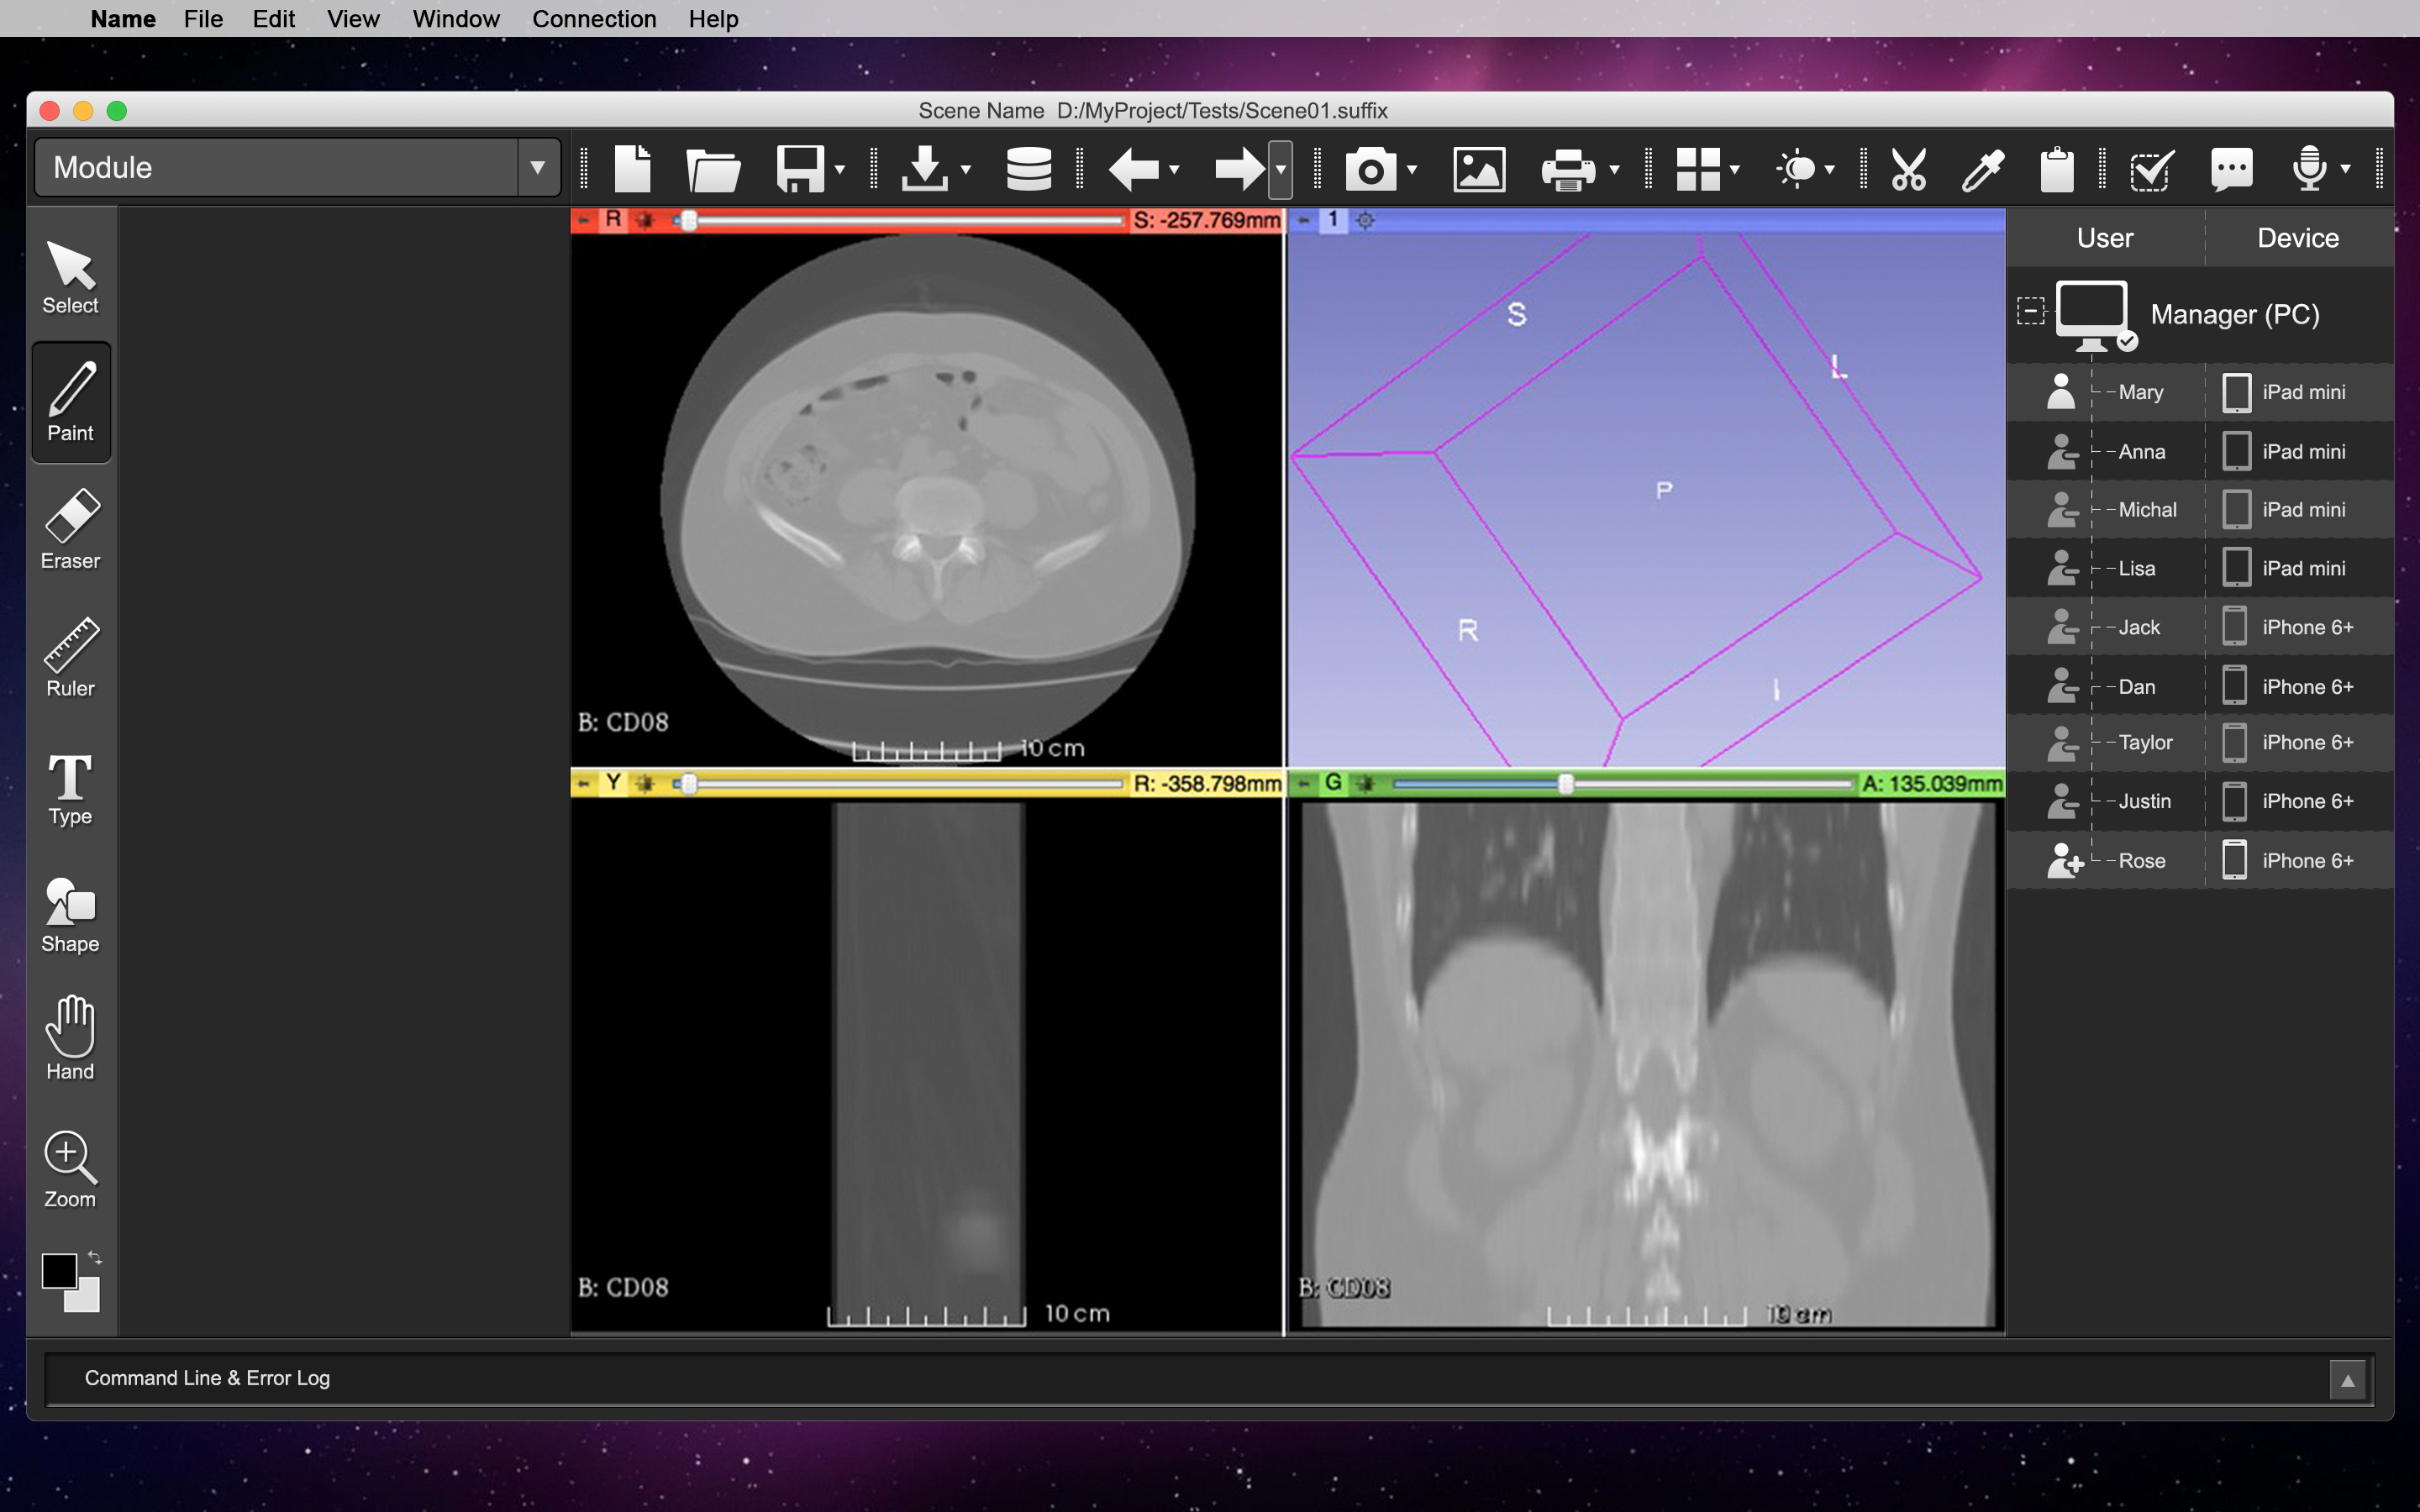 Name File Edit View Window Connection Help
Scene Name D:/MyProject/Tests/Scene01.suffix
Module
Select
Paint
Eraser
Ruler
Type
Shape
Hand
Zoom
R S: -257.769mm
B: CD08
10 cm
1
S
L
P
R
I
Y R: -358.798mm
B: CD08
10 cm
G A: 135.039mm
B: CD08
10 cm
User Device
Manager (PC)
Mary iPad mini
Anna iPad mini
Michal iPad mini
Lisa iPad mini
Jack iPhone 6+
Dan iPhone 6+
Taylor iPhone 6+
Justin iPhone 6+
Rose iPhone 6+
Command Line & Error Log